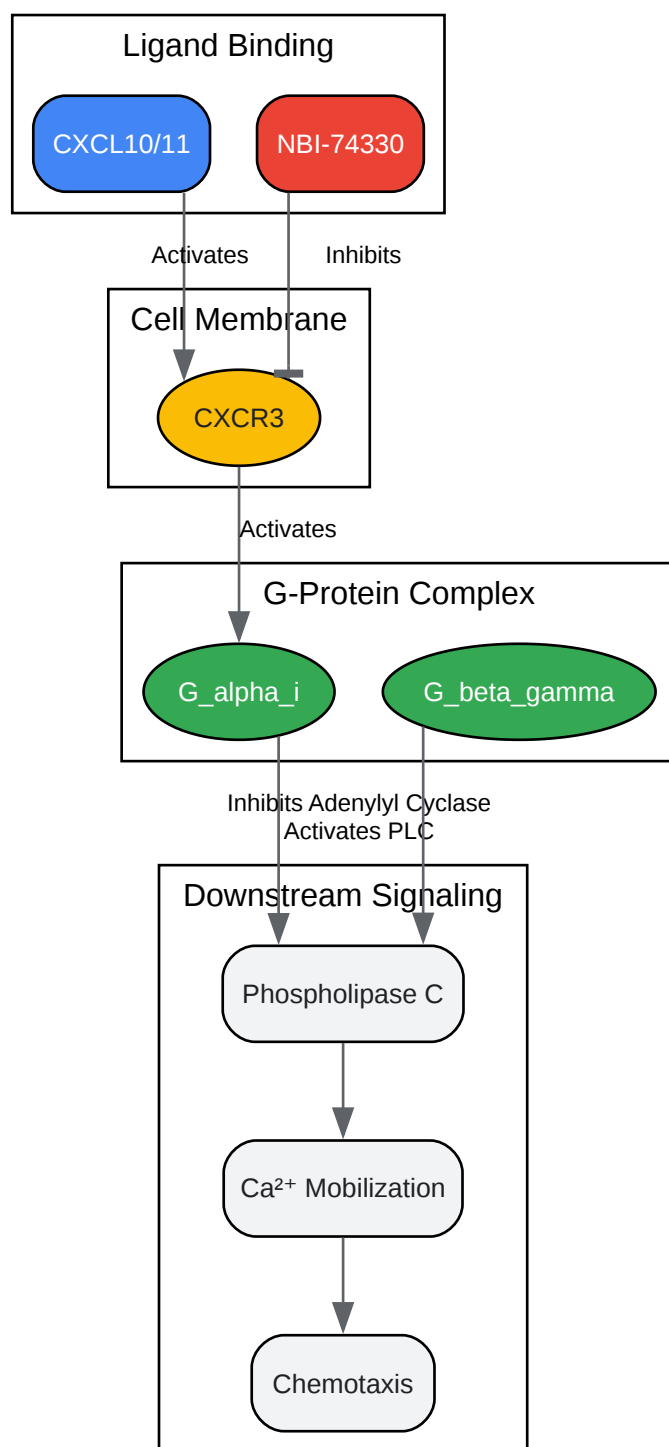 Ligand Binding
CXCL10/11
NBI-74330
Activates
Inhibits
Cell Membrane
CXCR3
Activates
G-Protein Complex
G_alpha_i
G_beta_gamma
Inhibits Adenylyl Cyclase
Activates PLC
Downstream Signaling
Phospholipase C
Ca²⁺ Mobilization
Chemotaxis